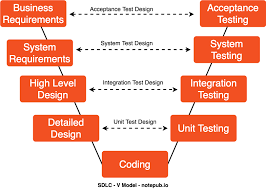 Business
Requirements
Acceptance Test Design
Acceptance
Testing
System
Requirements
System Test Design
System
Testing
High Level
Design
Integration Test Design
Integration
Testing
Detailed
Design
Unit Test Design
Unit Testing
Coding
SDLC - V Model - notepub.io